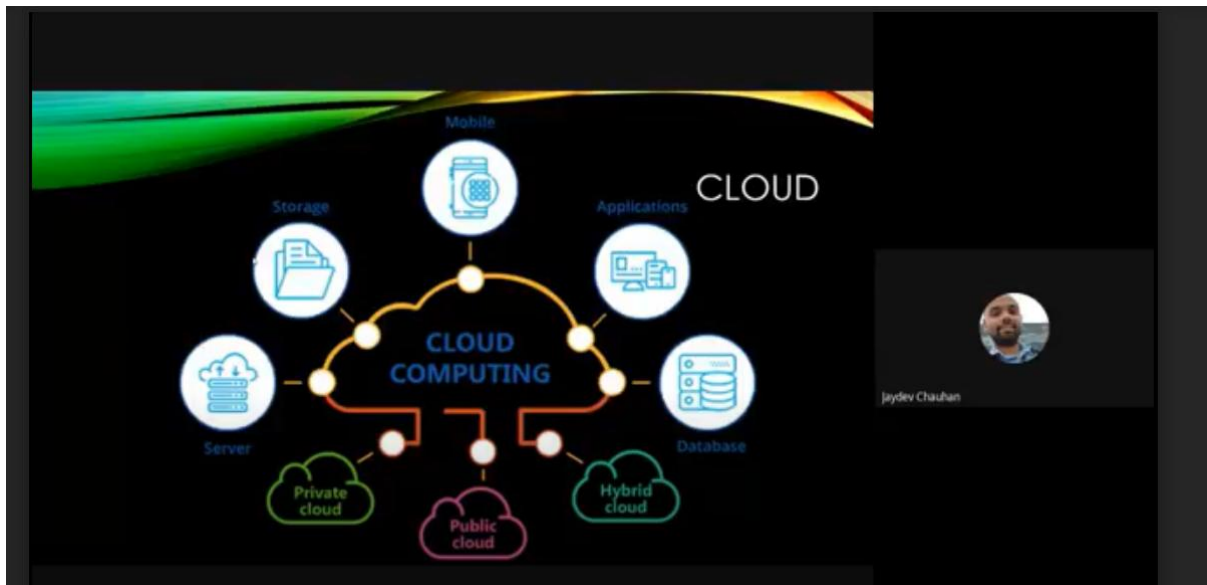 Mobile
CLOUD
Storage
Applications
CLOUD
COMPUTING
Server
Database
Private
cloud
Public
cloud
Hybrid
cloud
Jaydev Chauhan